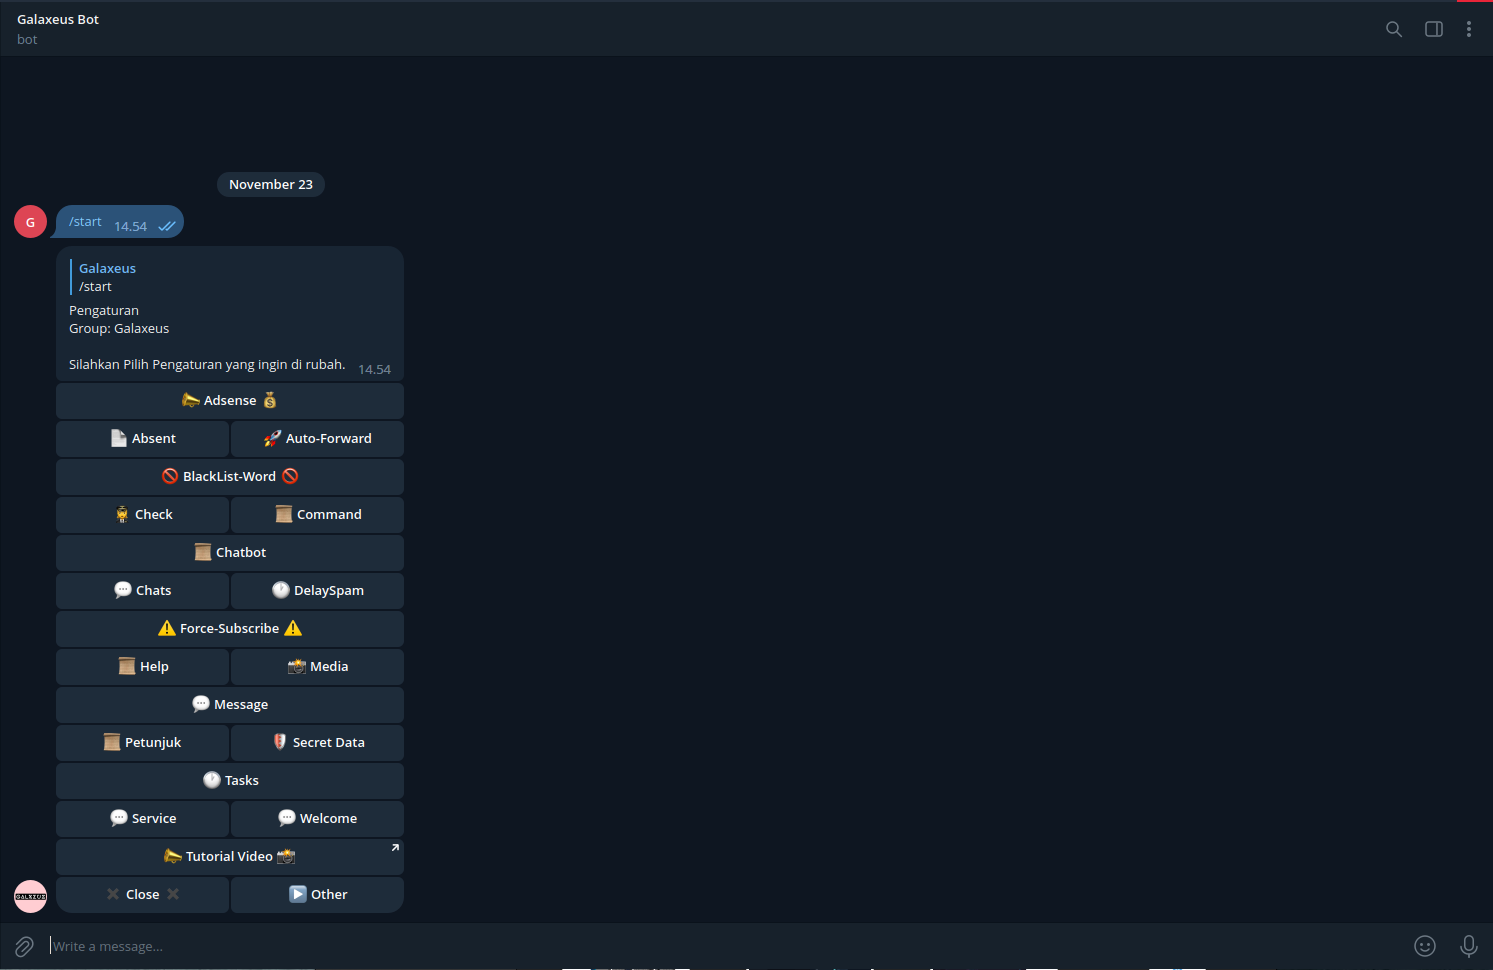 Galaxeus Bot
bot
November 23
G
/start 14.54
Galaxeus
/start
Pengaturan
Group: Galaxeus
Silahkan Pilih Pengaturan yang ingin di rubah. 14.54
Adsense
Absent
Auto-Forward
BlackList-Word
Check
Command
Chatbot
Chats
DelaySpam
Force-Subscribe
Help
Media
Message
Petunjuk
Secret Data
Tasks
Service
Welcome
Tutorial Video
Close
Other
GALXEUS
Write a message...